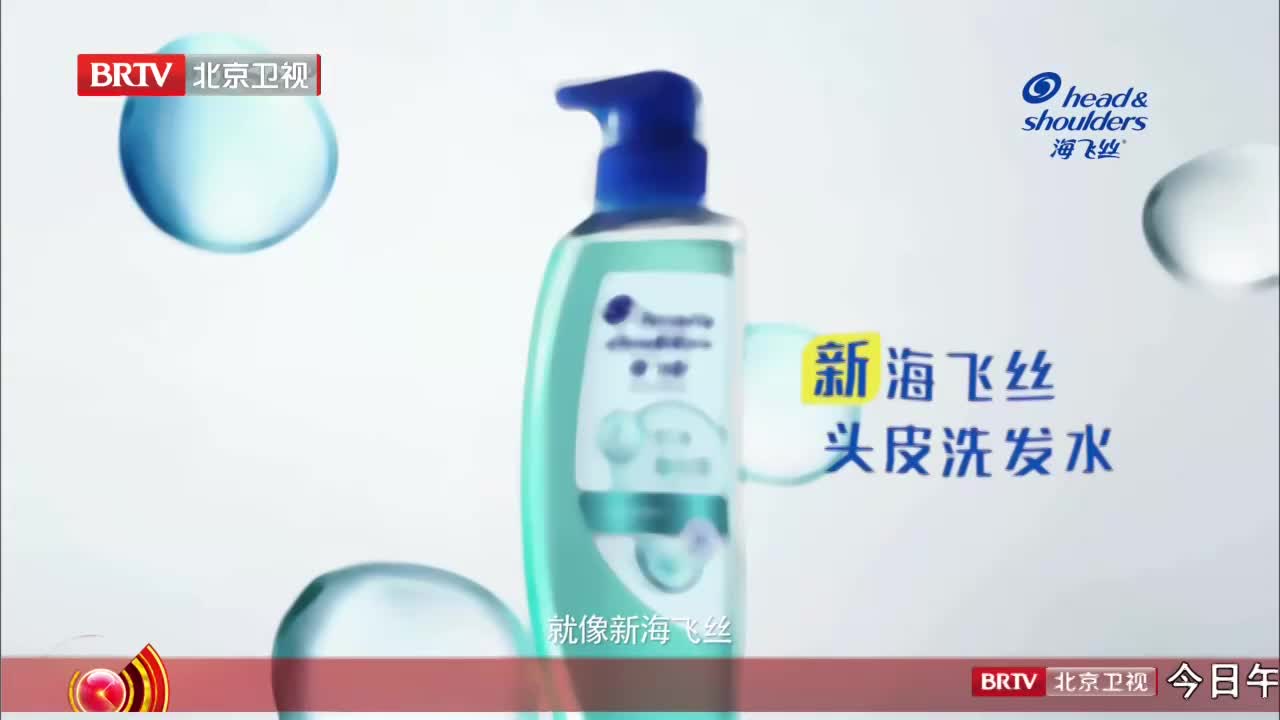 BRTV 北京卫视
head &
shoulders
海飞丝
新 海飞丝
头皮洗发水
就像新海飞丝
BRTV 北京卫视 今日午